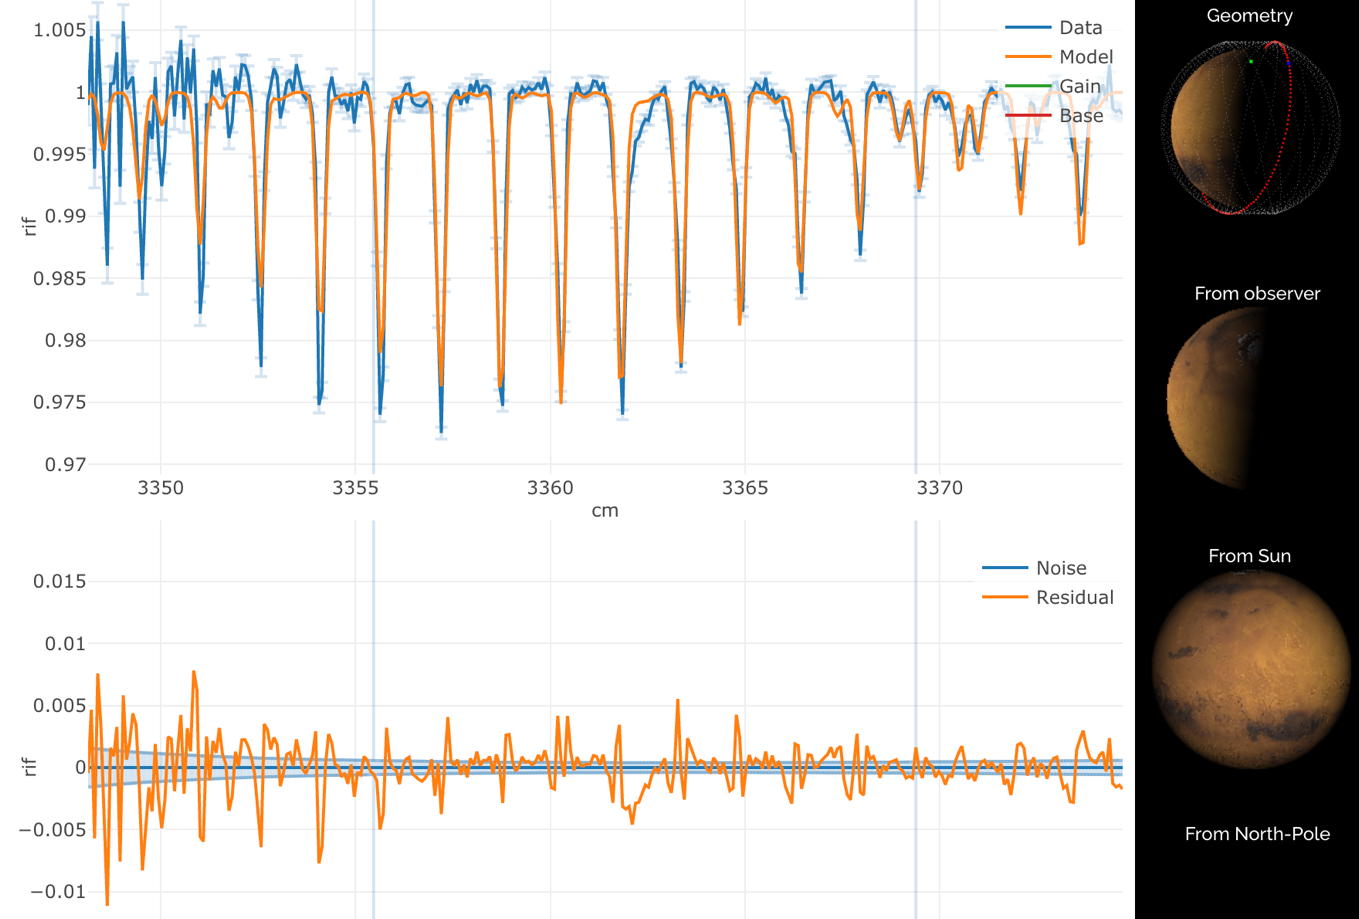 1.005
1
0.995
0.99
0.985
0.98
0.975
0.97
rif
3350
3355
3360
3365
3370
cm
Data
Model
Gain
Base
0.015
0.01
0.005
0
−0.005
−0.01
rif
Noise
Residual
Geometry
From observer
From Sun
From North-Pole